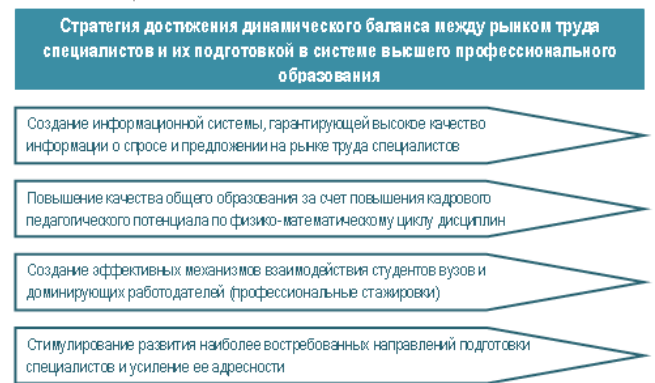 Стратегия достижения динамического баланса между рынком труда
специалистов и их подготовкой в системе высшего профессионального
образования
Создание информационной системы, гарантирующей высокое качество
информации о спросе и предложении на рынке труда специалистов
Повышение качества общего образования за счет повышения кадрового
педагогического потенциала по физико-математическому циклу дисциплин
Создание эффективных механизмов взаимодействия студентов вузов и
доминирующих работодателей (профессиональные стажировки)
Стимулирование развития наиболее востребованных направлений подготовки
специалистов и усиление ее адресности